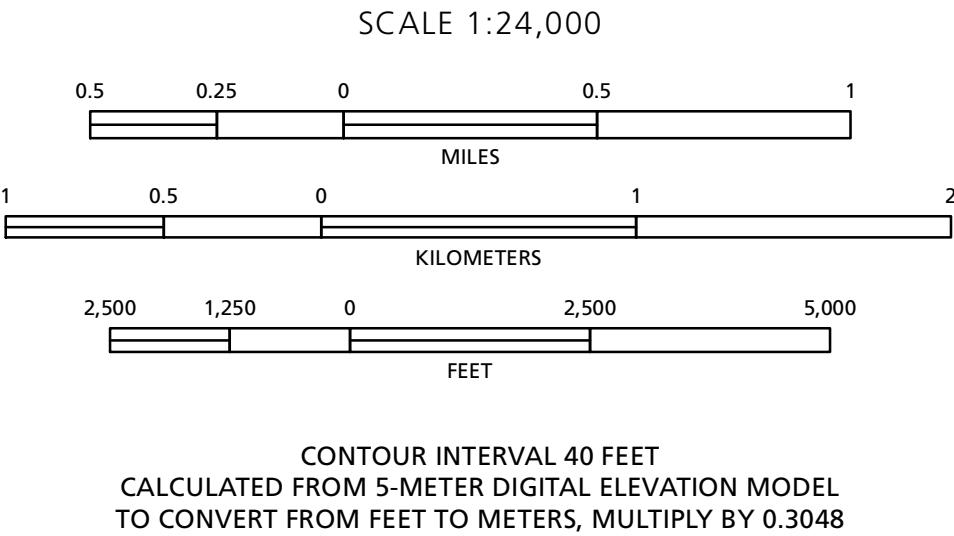 SCALE 1:24,000
0.5 0.25 0 0.5 1
MILES
1 0.5 0 1 2
KILOMETERS
2,500 1,250 0 2,500 5,000
FEET
CONTOUR INTERVAL 40 FEET
CALCULATED FROM 5-METER DIGITAL ELEVATION MODEL
TO CONVERT FROM FEET TO METERS, MULTIPLY BY 0.3048